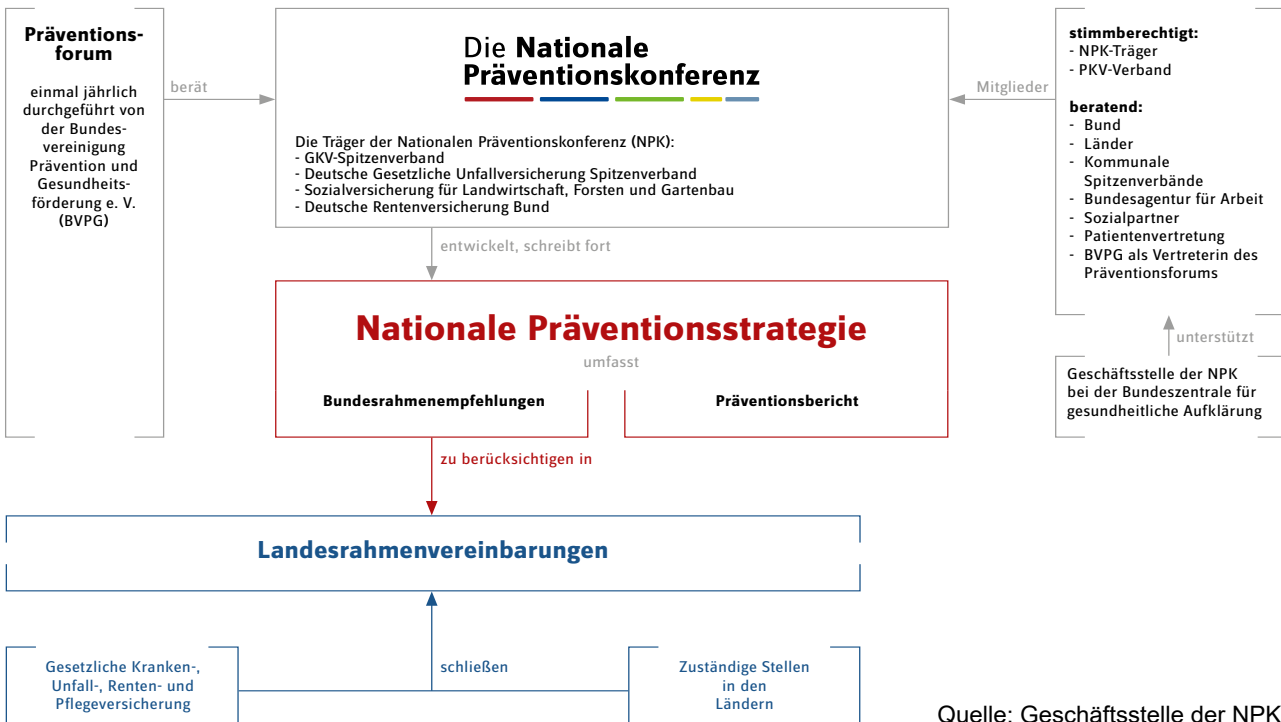 Präventions-
forum
einmal jährlich
durchgeführt von
der Bundes-
vereinigung
Prävention und
Gesundheits-
förderung e. V.
(BVPG)
berät
Die Nationale
Präventionskonferenz
Die Träger der Nationalen Präventionskonferenz (NPK):
- GKV-Spitzenverband
- Deutsche Gesetzliche Unfallversicherung Spitzenverband
- Sozialversicherung für Landwirtschaft, Forsten und Gartenbau
- Deutsche Rentenversicherung Bund
Mitglieder
stimmberechtigt:
- NPK-Träger
- PKV-Verband
beratend:
- Bund
- Länder
- Kommunale
Spitzenverbände
- Bundesagentur für Arbeit
- Sozialpartner
- Patientenvertretung
- BVPG als Vertreterin des
Präventionsforums
unterstützt
Geschäftsstelle der NPK
bei der Bundeszentrale für
gesundheitliche Aufklärung
entwickelt, schreibt fort
Nationale Präventionsstrategie
umfasst
Bundesrahmenempfehlungen
Präventionsbericht
zu berücksichtigen in
Landesrahmenvereinbarungen
schließen
Gesetzliche Kranken-,
Unfall-, Renten- und
Pflegeversicherung
Zuständige Stellen
in den
Ländern
Quelle: Geschäftsstelle der NPK